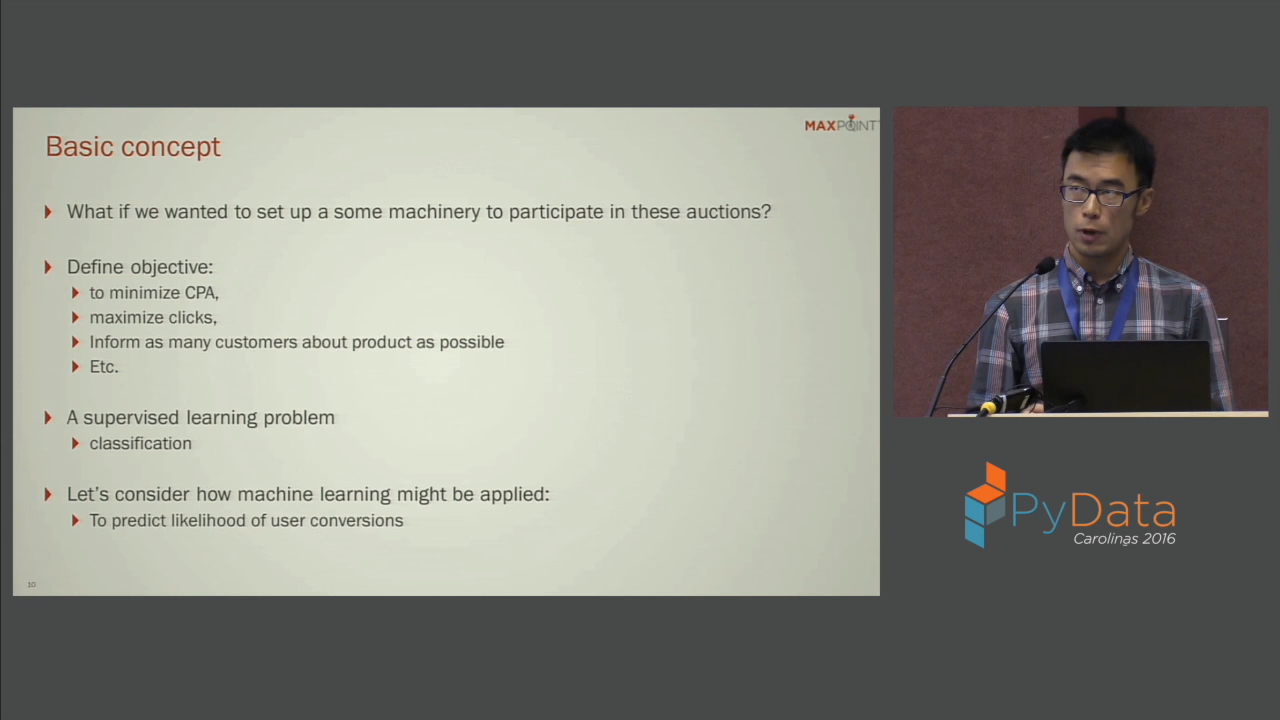 MAXPOINT
Basic concept
What if we wanted to set up a some machinery to participate in these auctions?
Define objective:
to minimize CPA,
maximize clicks,
Inform as many customers about product as possible
Etc.
A supervised learning problem
classification
Let's consider how machine learning might be applied:
To predict likelihood of user conversions
10
PyData
Carolinas 2016